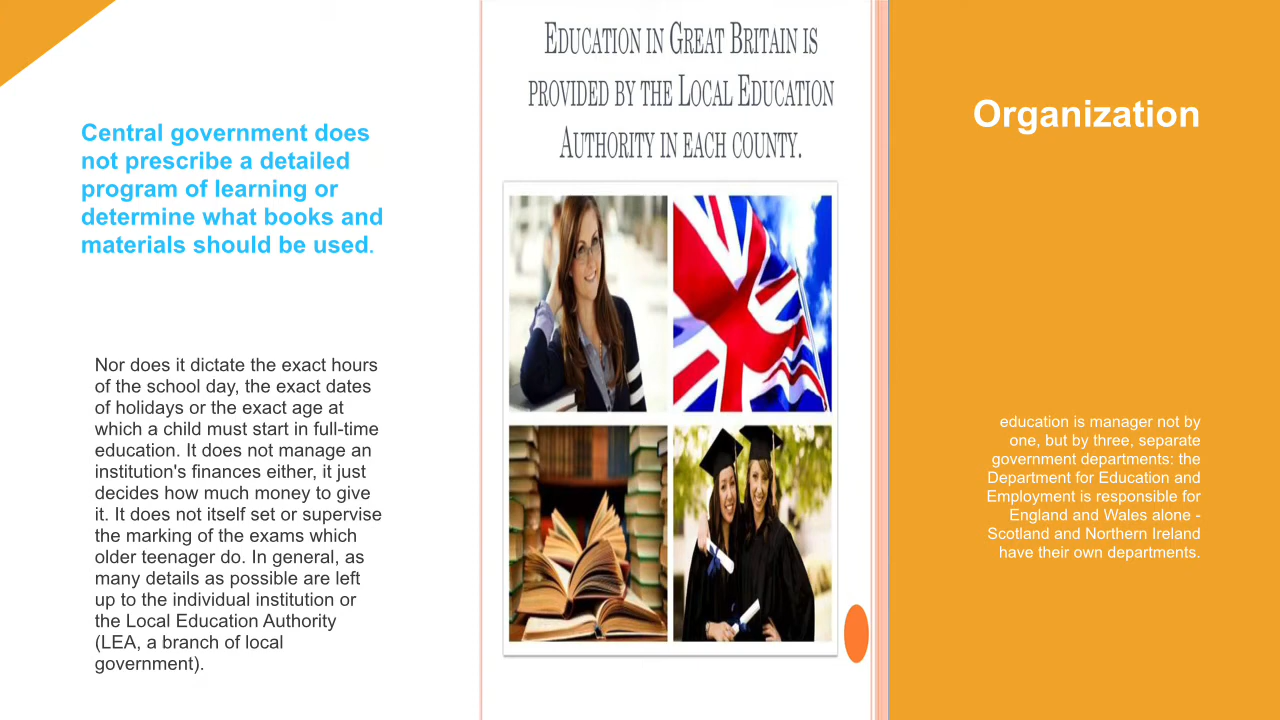 Central government does
not prescribe a detailed
program of learning or
determine what books and
materials should be used.
Nor does it dictate the exact hours
of the school day, the exact dates
of holidays or the exact age at
which a child must start in full-time
education. It does not manage an
institution's finances either, it just
decides how much money to give
it. It does not itself set or supervise
the marking of the exams which
older teenager do. In general, as
many details as possible are left
up to the individual institution or
the Local Education Authority
(LEA, a branch of local
government).
Education in Great Britain is
provided by the Local Education
Authority in each county.
Organization
education is manager not by
one, but by three, separate
government departments: the
Department for Education and
Employment is responsible for
England and Wales alone -
Scotland and Northern Ireland
have their own departments.